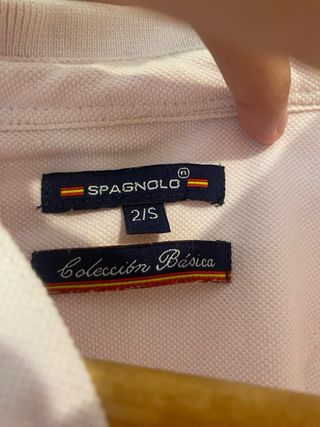 SPAGNOLO®
2/S
Colección Básica